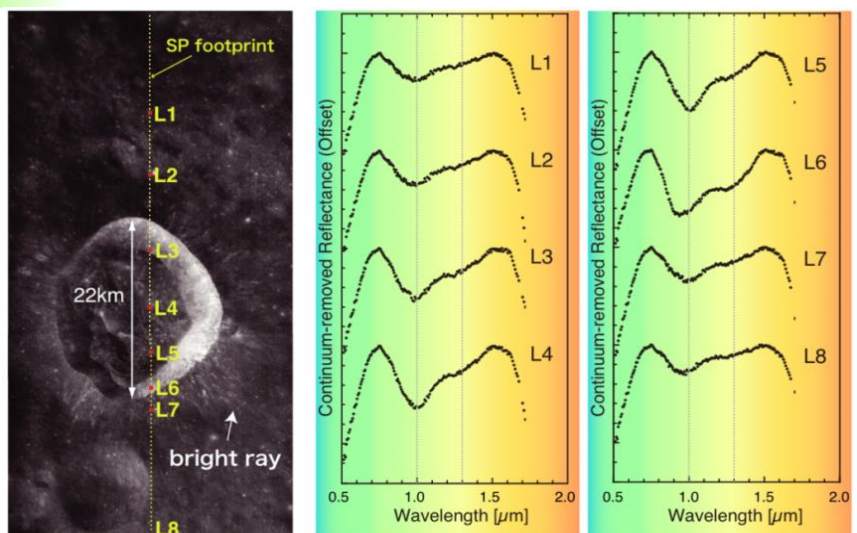 SP footprint
L1
L2
L3
22km
L4
L5
L6
L7
bright ray
L8
Continuum-removed Reflectance (Offset)
L1
L2
L3
L4
0.5 1.0 1.5 2.0
Wavelength [µm]
Continuum-removed Reflectance (Offset)
L5
L6
L7
L8
0.5 1.0 1.5 2.0
Wavelength [µm]